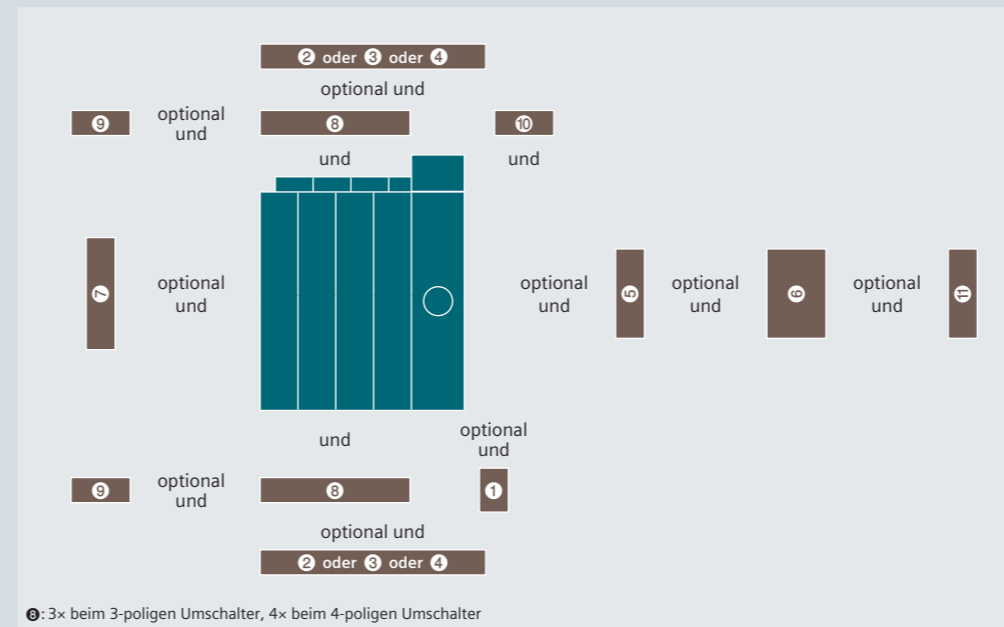 ❷ oder ❸ oder ❹
optional und
❾ optional und ❽ ❿
und und
❼ optional und optional und ❺ optional und ❻ optional und ⓫
und optional und
❾ optional und ❽ ❶
optional und
❷ oder ❸ oder ❹
❽: 3× beim 3-poligen Umschalter, 4× beim 4-poligen Umschalter